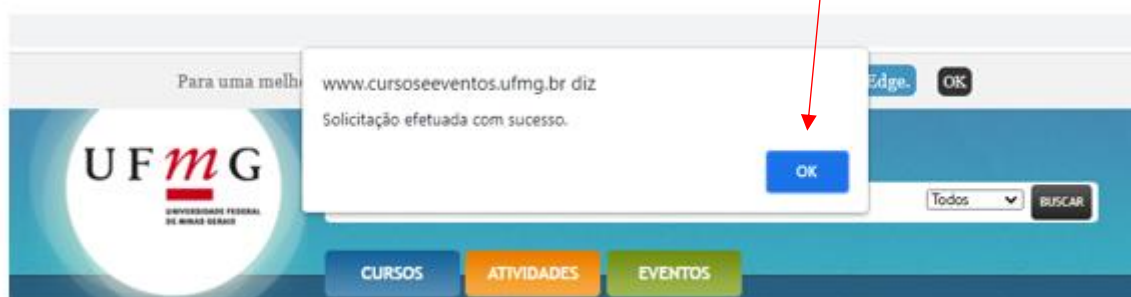 Para uma melh
www.cursoseeventos.ufmg.br diz
Edge.
OK
Solicitação efetuada com sucesso.
OK
UFmG
UNIVERSIDADE FEDERAL
DE MINAS GERAIS
Todos
BUSCAR
CURSOS
ATIVIDADES
EVENTOS